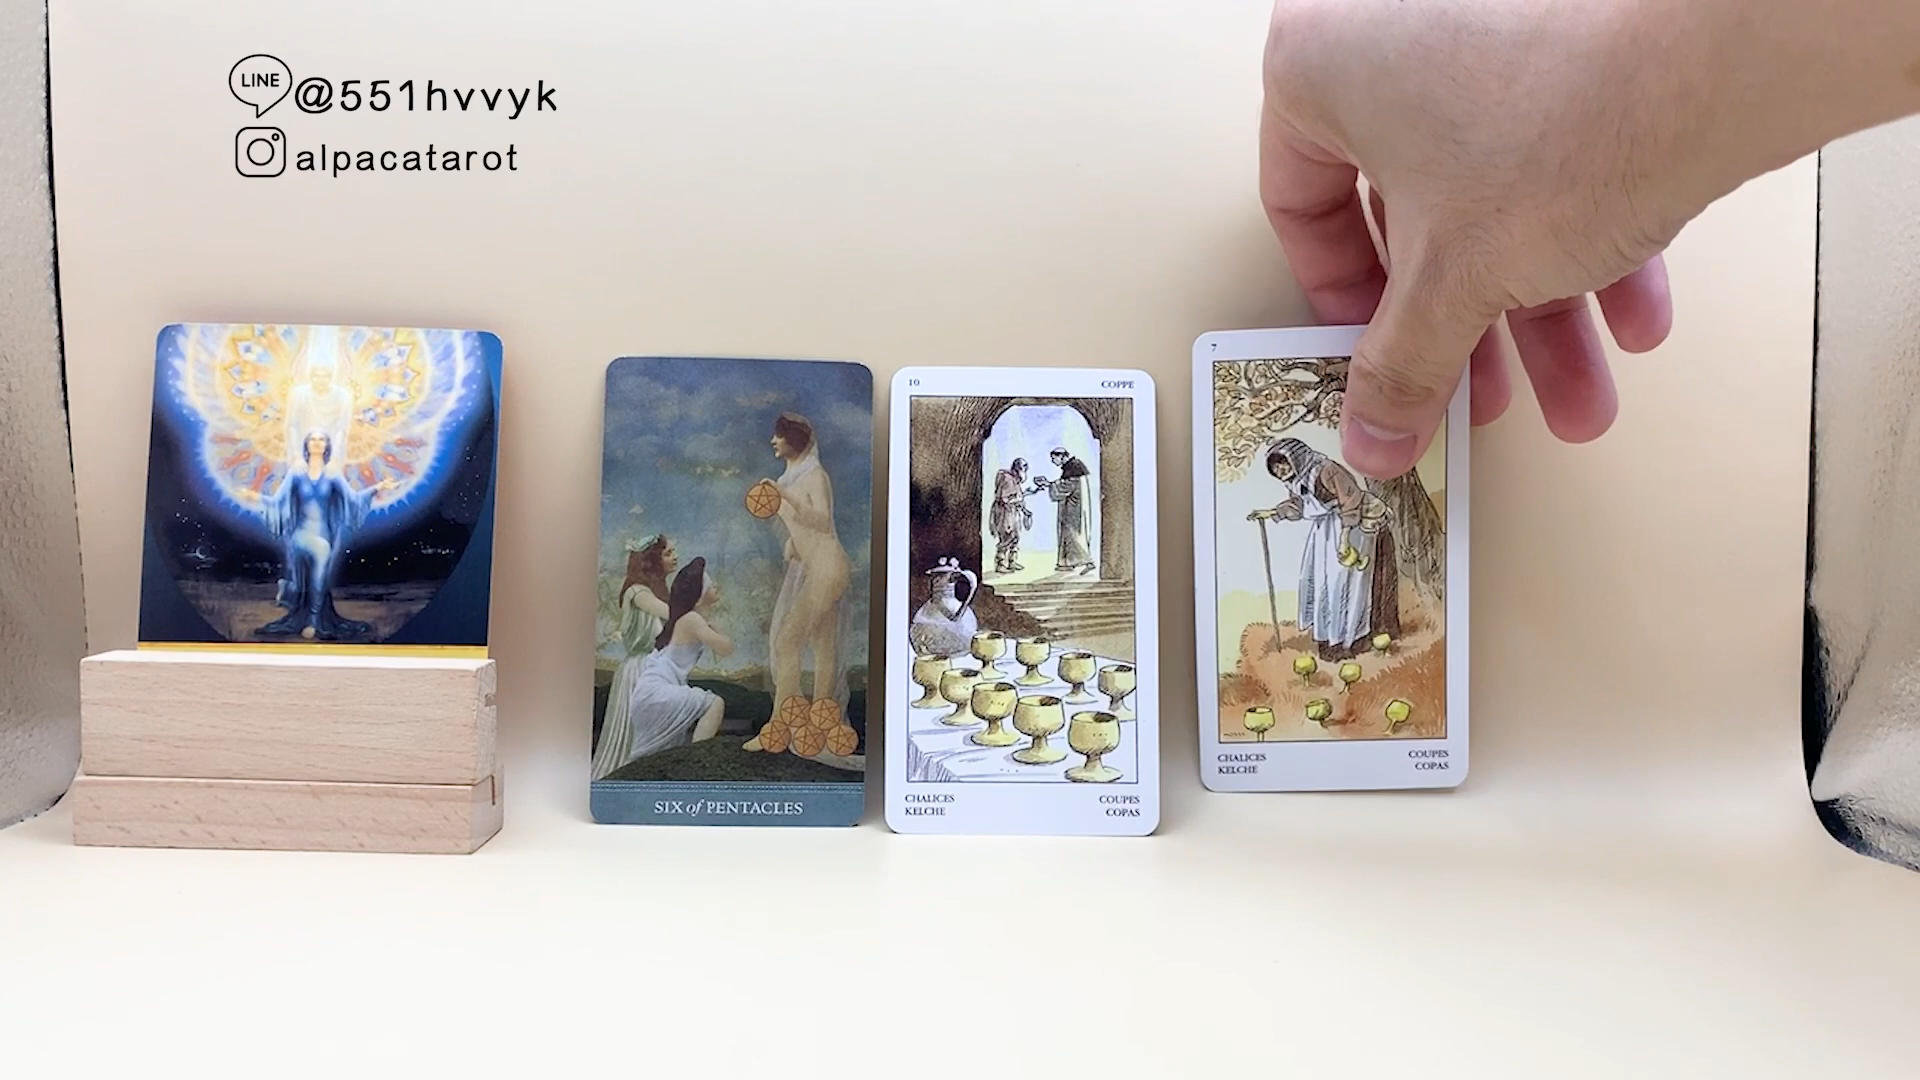 LINE @551hvvyk
alpacatarot
SIX of PENTACLES
10 COPPE
CHALICES COUPES
KELCHE COPAS
7
CHALICES COUPES
KELCHE COPAS